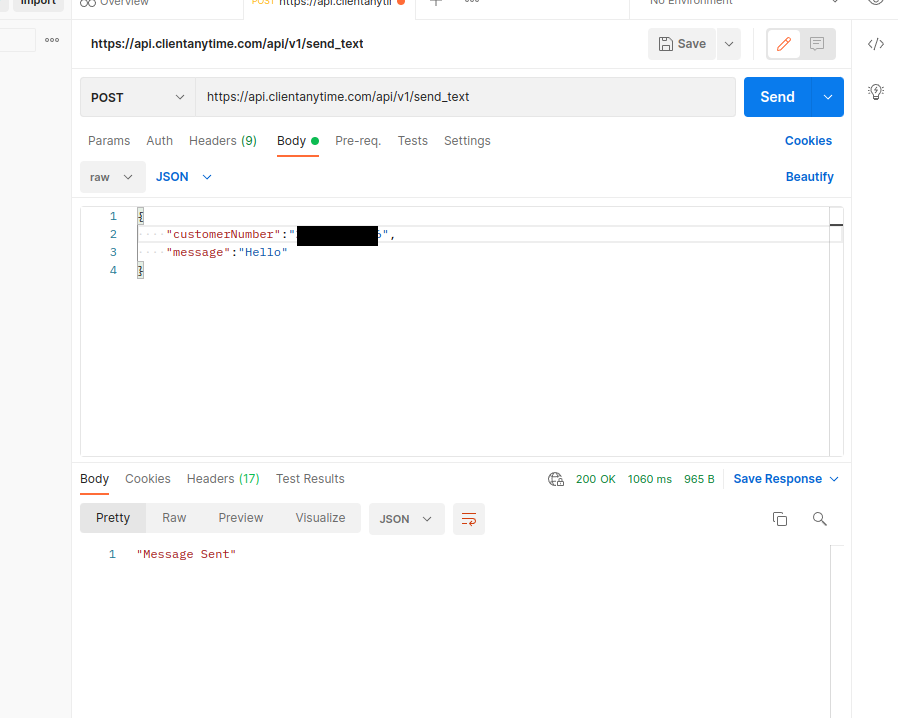 Import
Overview
POST https://api.clientanytir
No Environment
https://api.clientanytime.com/api/v1/send_text
Save
POST
https://api.clientanytime.com/api/v1/send_text
Send
Params Auth Headers (9) Body Pre-req. Tests Settings
Cookies
raw JSON
Beautify
1 {
2 "customerNumber":" ",
3 "message":"Hello"
4 }
Body Cookies Headers (17) Test Results
200 OK 1060 ms 965 B Save Response
Pretty Raw Preview Visualize JSON
1 "Message Sent"